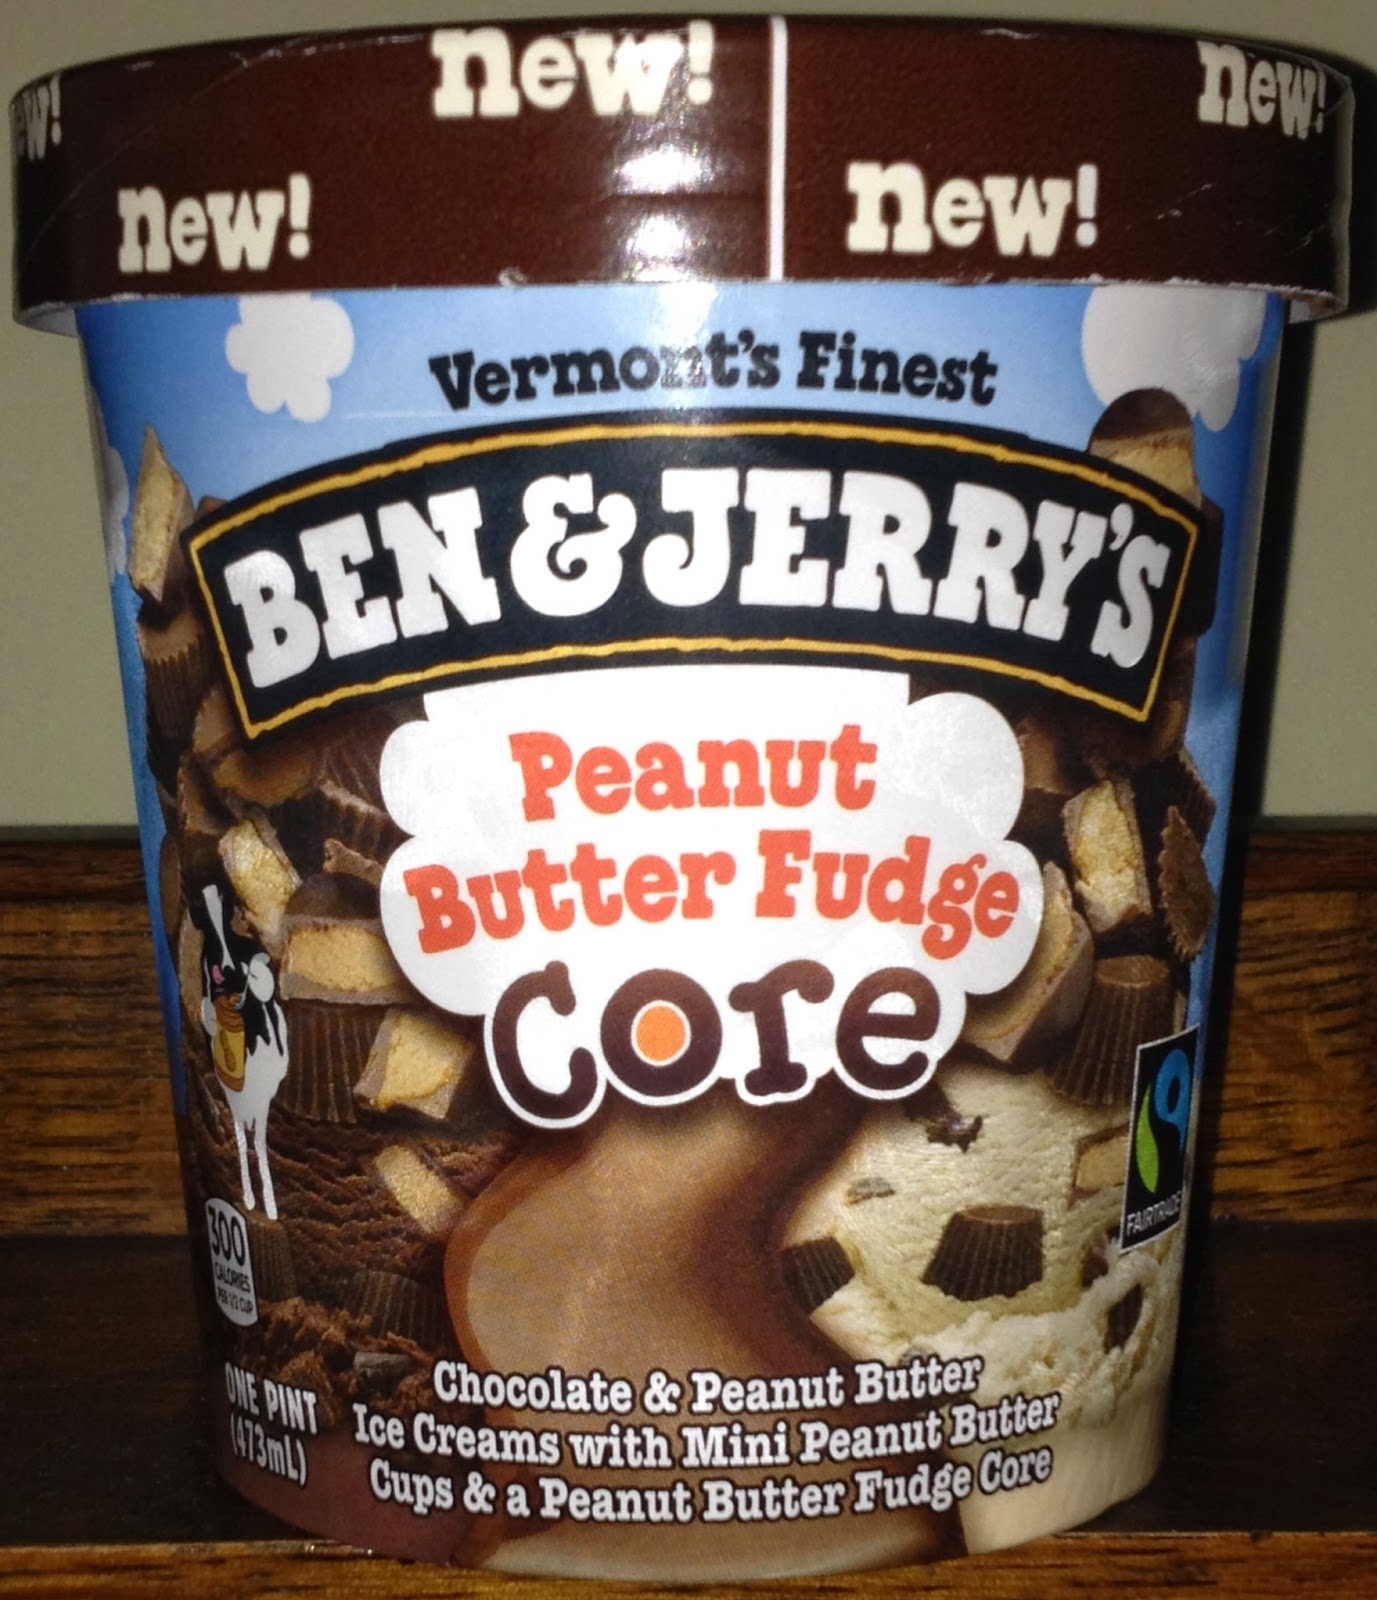 new!
new!
new!
new!
ew!
Vermont's Finest
BEN & JERRY'S
Peanut
Butter Fudge
Core
300
CALORIES
PER 1/2 CUP
FAIRTRADE
ONE PINT
(473mL)
Chocolate & Peanut Butter
Ice Creams with Mini Peanut Butter
Cups & a Peanut Butter Fudge Core